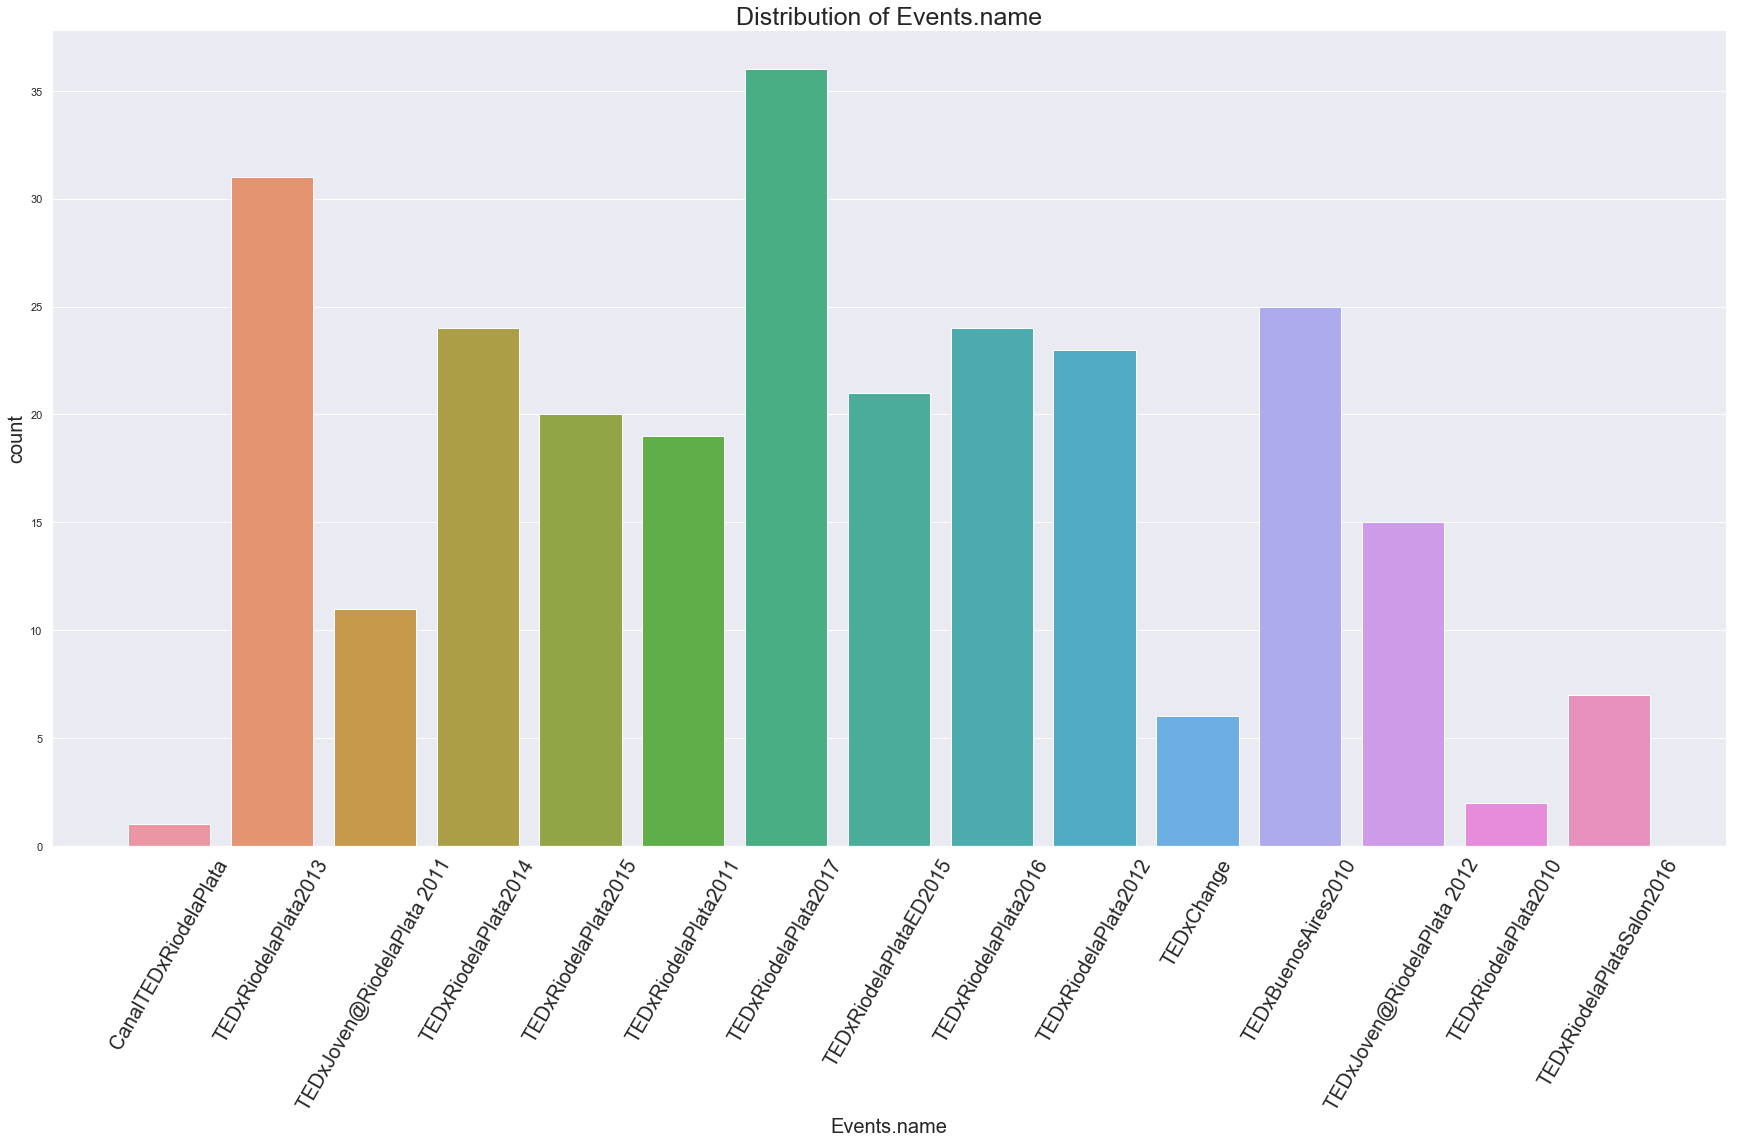 Distribution of Events.name
count
35
30
25
20
15
10
5
0
CanalTEDxRiodelaPlata
TEDxRiodelaPlata2013
TEDxJoven@RiodelaPlata 2011
TEDxRiodelaPlata2014
TEDxRiodelaPlata2015
TEDxRiodelaPlata2011
TEDxRiodelaPlata2017
TEDxRiodelaPlataED2015
TEDxRiodelaPlata2016
TEDxRiodelaPlata2012
TEDxChange
TEDxBuenosAires2010
TEDxJoven@RiodelaPlata 2012
TEDxRiodelaPlata2010
TEDxRiodelaPlataSalon2016
Events.name